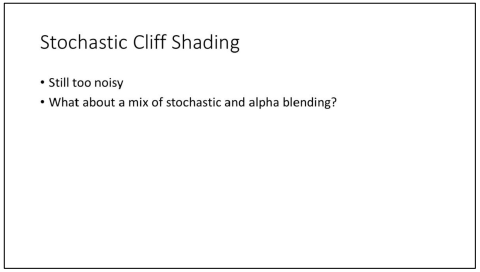 Stochastic Cliff Shading
• Still too noisy
• What about a mix of stochastic and alpha blending?